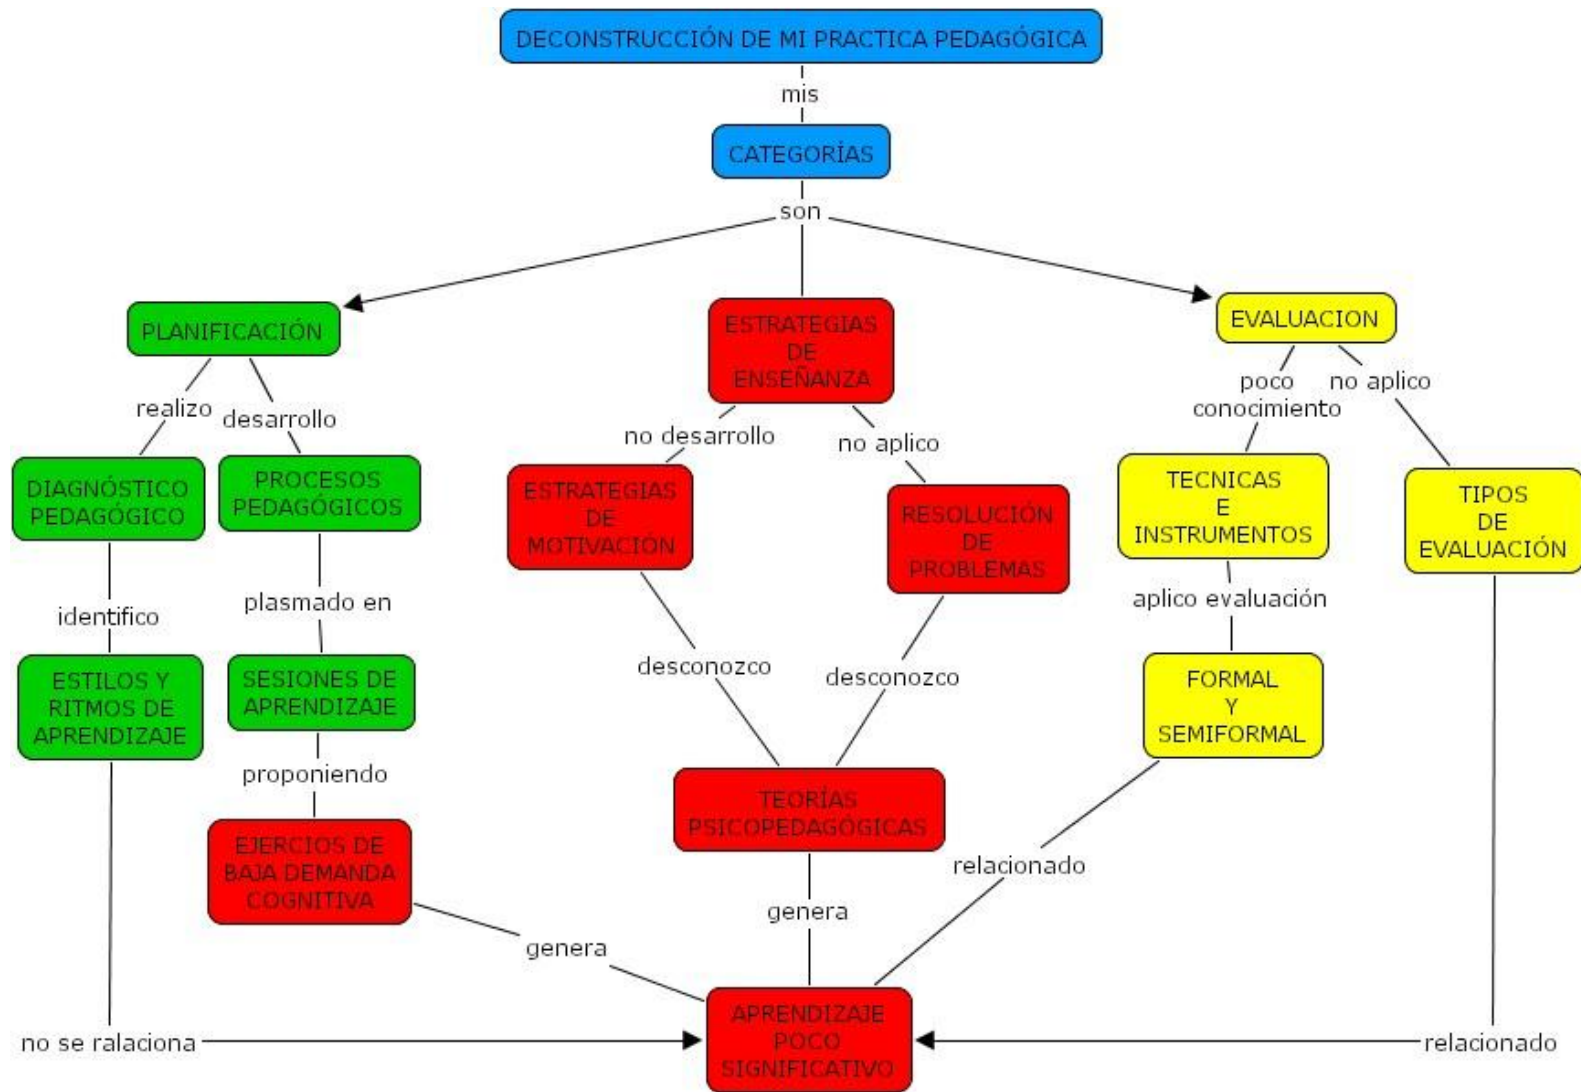 DECONSTRUCCIÓN DE MI PRACTICA PEDAGÓGICA
mis
CATEGORÍAS
son
PLANIFICACIÓN
ESTRATEGIAS
DE
ENSEÑANZA
EVALUACION
realizo
desarrollo
no desarrollo
no aplico
poco
conocimiento
no aplico
DIAGNÓSTICO
PEDAGÓGICO
PROCESOS
PEDAGÓGICOS
ESTRATEGIAS
DE
MOTIVACIÓN
RESOLUCIÓN
DE
PROBLEMAS
TECNICAS
E
INSTRUMENTOS
TIPOS
DE
EVALUACIÓN
identifico
plasmado en
desconozco
desconozco
aplico evaluación
ESTILOS Y
RITMOS DE
APRENDIZAJE
SESIONES DE
APRENDIZAJE
FORMAL
Y
SEMIFORMAL
proponiendo
EJERCIOS DE
BAJA DEMANDA
COGNITIVA
TEORÍAS
PSICOPEDAGÓGICAS
relacionado
genera
genera
no se ralaciona
APRENDIZAJE
POCO
SIGNIFICATIVO
relacionado